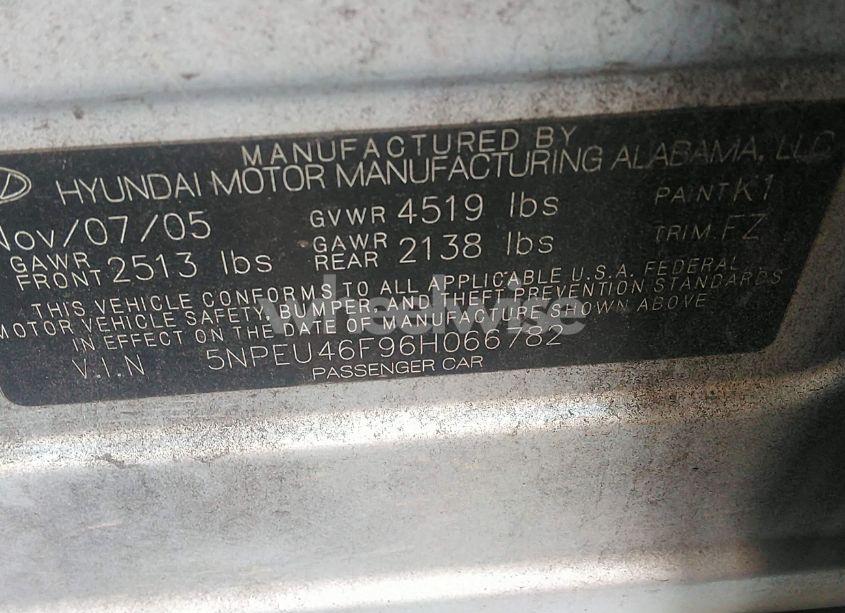 MANUFACTURED BY
HYUNDAI MOTOR MANUFACTURING ALABAMA, LLC
Nov/07/05 GVWR 4519 lbs PAINT K1
GAWR FRONT 2513 lbs GAWR REAR 2138 lbs TRIM FZ
THIS VEHICLE CONFORMS TO ALL APPLICABLE U.S.A. FEDERAL
MOTOR VEHICLE SAFETY, BUMPER, AND THEFT PREVENTION STANDARDS
IN EFFECT ON THE DATE OF MANUFACTURE SHOWN ABOVE
V.I.N 5NPEU46F96H066782
PASSENGER CAR
wheelwise